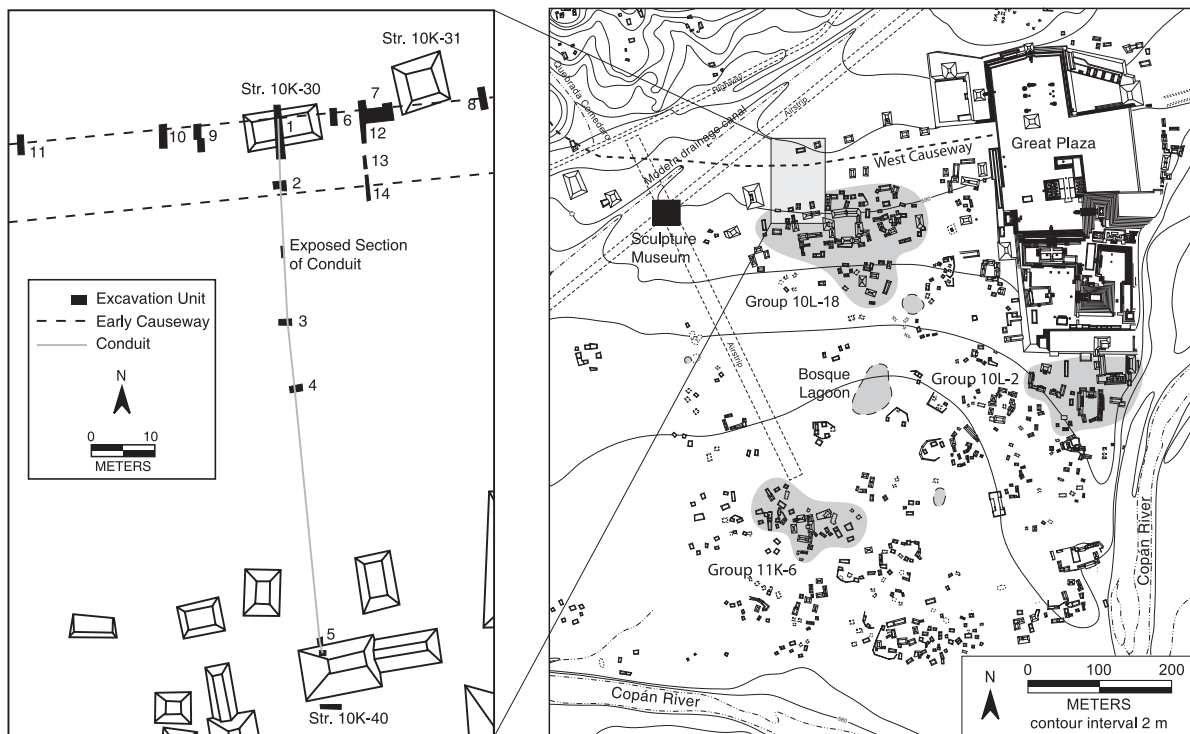 Str. 10K-31
Str. 10K-30
7
8
1
6
10
9
12
11
13
2
14
Exposed Section
of Conduit
Excavation Unit
Early Causeway
Conduit
3
4
N
0 10
METERS
5
Str. 10K-40
Quebrada Comedero
Highway
Airstrip
Modern drainage canal
West Causeway
Great Plaza
Sculpture
Museum
Group 10L-18
Airstrip
Bosque
Lagoon
Group 10L-2
Group 11K-6
Copán River
Copán River
N
0 100 200
METERS
contour interval 2 m